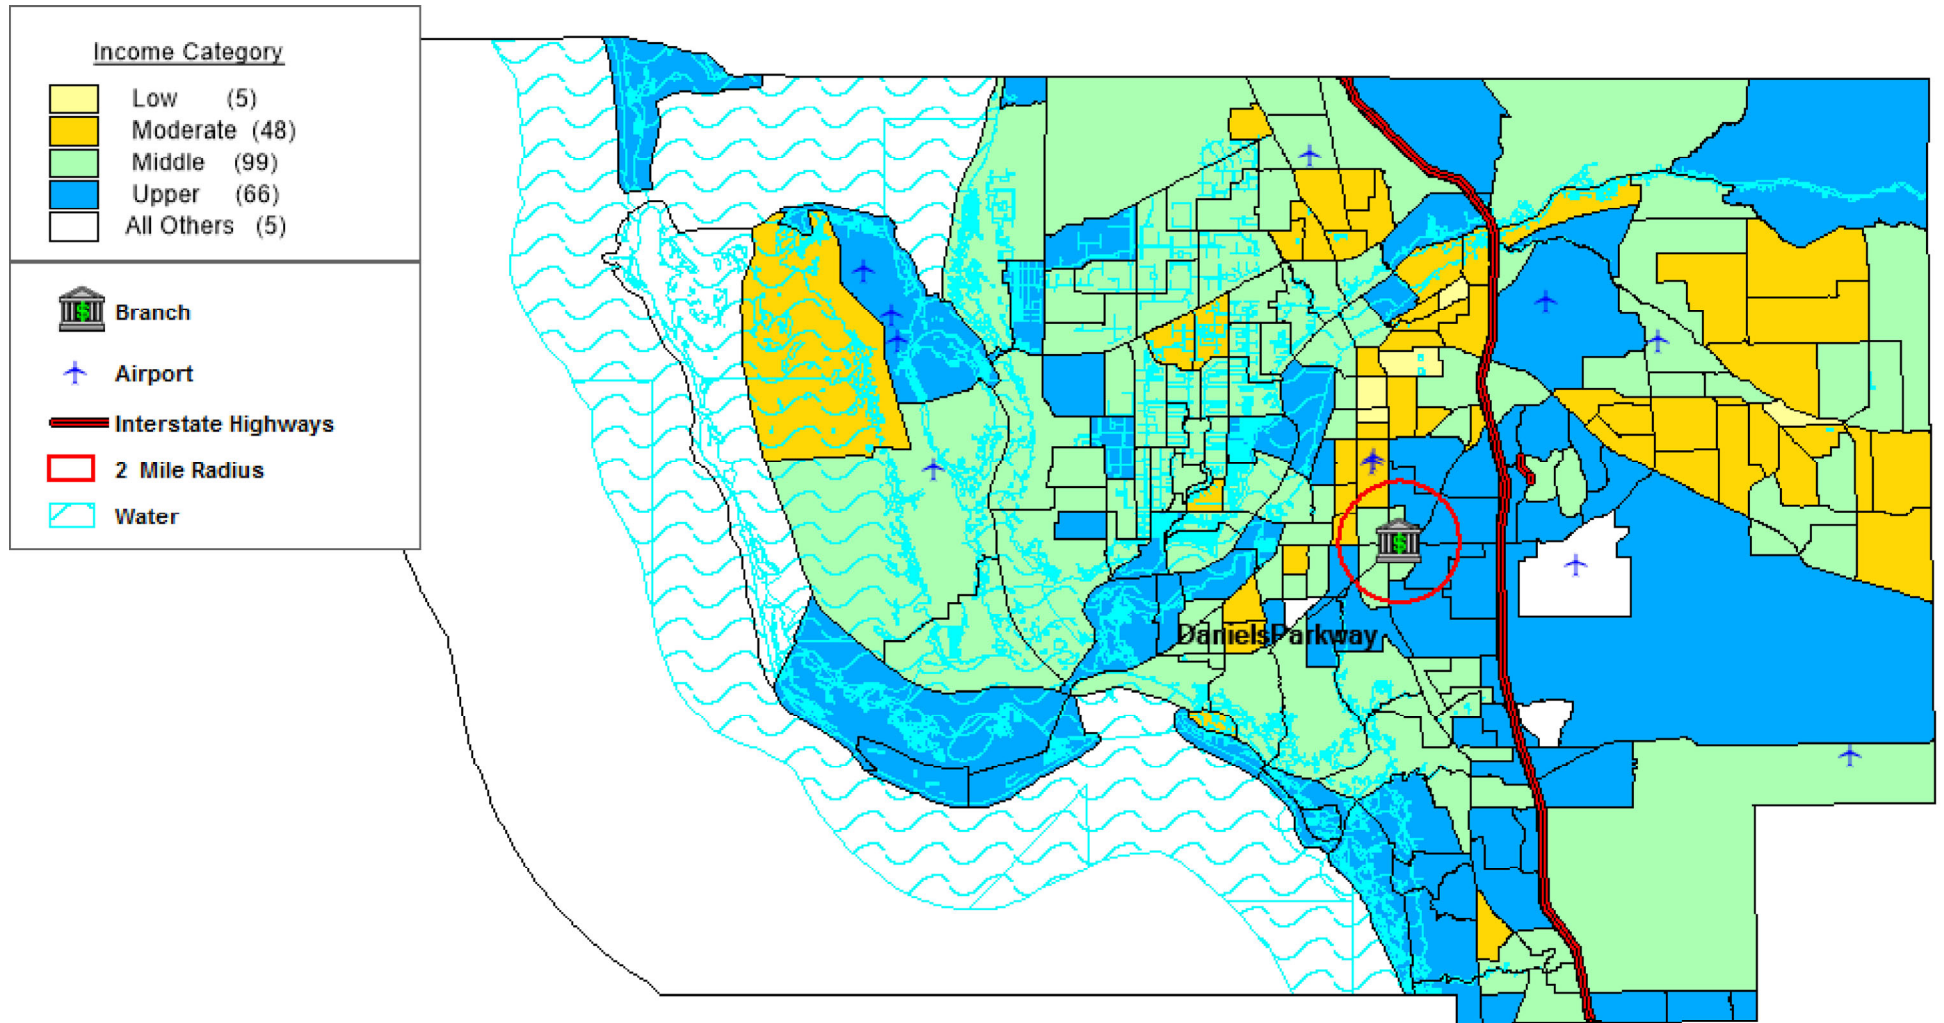 Income Category
Low (5)
Moderate (48)
Middle (99)
Upper (66)
All Others (5)
Branch
Airport
Interstate Highways
2 Mile Radius
Water
DanielsParkway